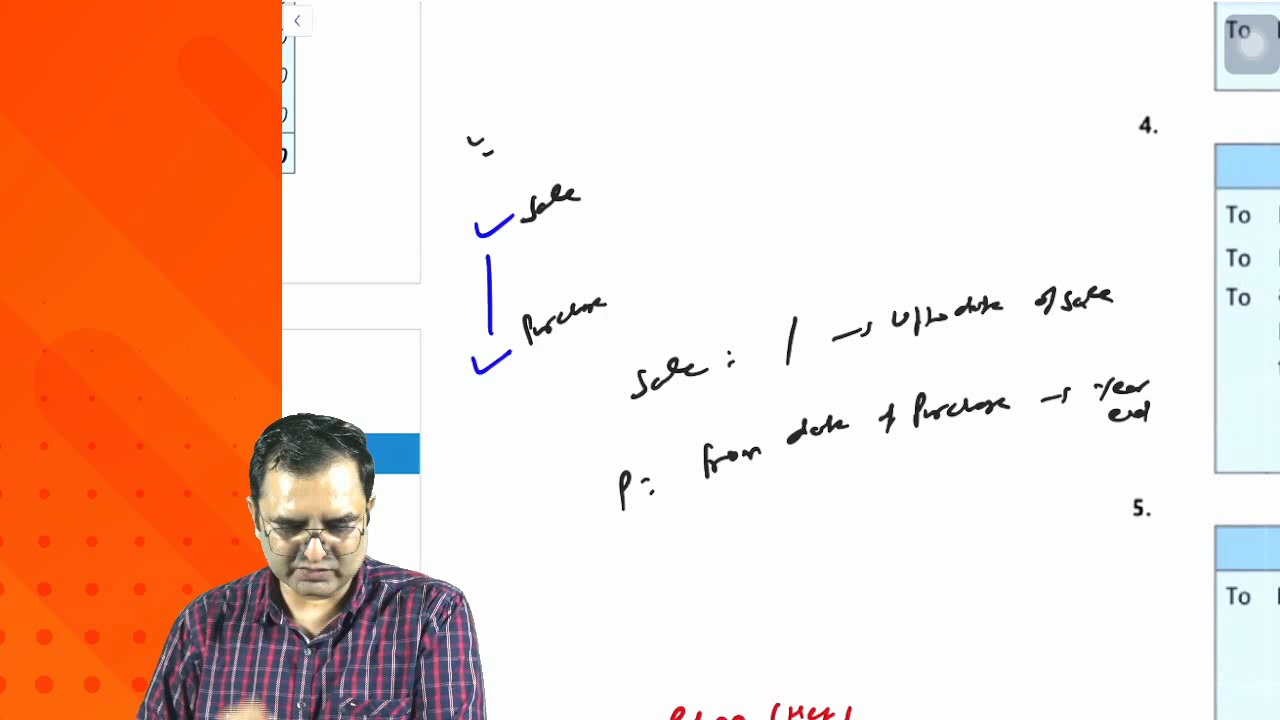 To
4.
Sale
To
To
Purchase
To
Sale : / → upto date of sale
P : from date of Purchase → year end
5.
To